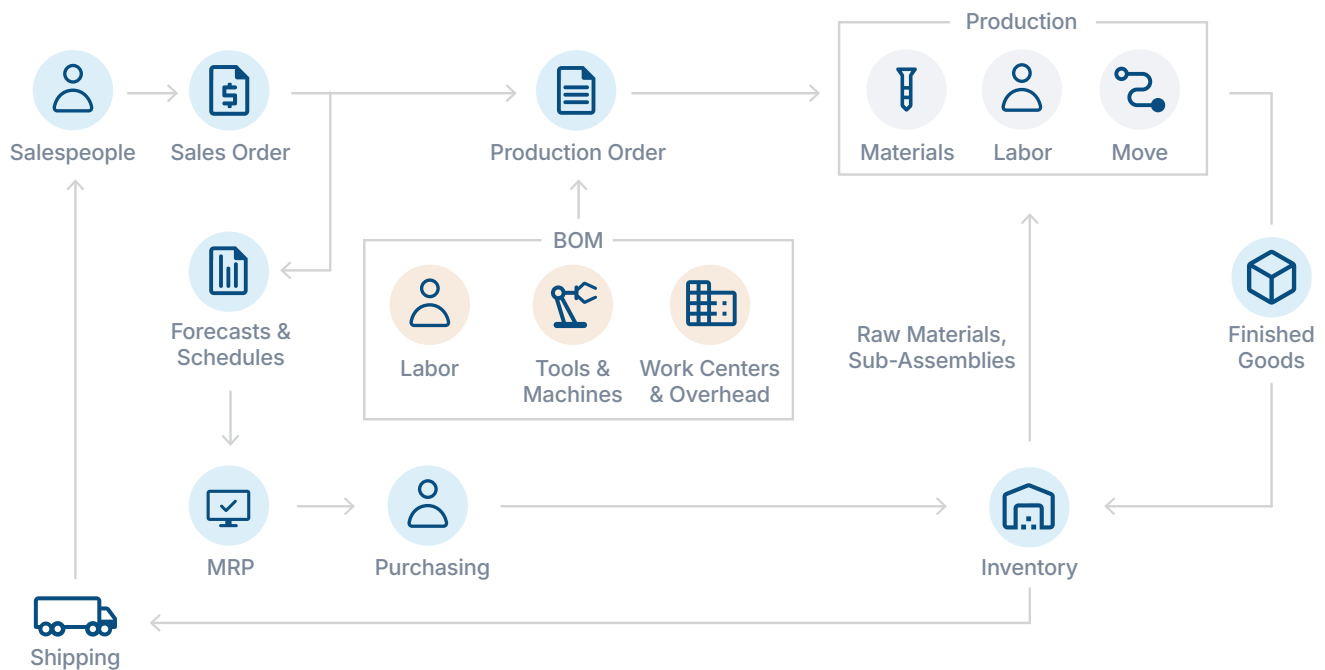 Production
Salespeople
Sales Order
Production Order
Materials
Labor
Move
BOM
Forecasts &
Schedules
Labor
Tools &
Machines
Work Centers
& Overhead
Raw Materials,
Sub-Assemblies
Finished
Goods
MRP
Purchasing
Inventory
Shipping